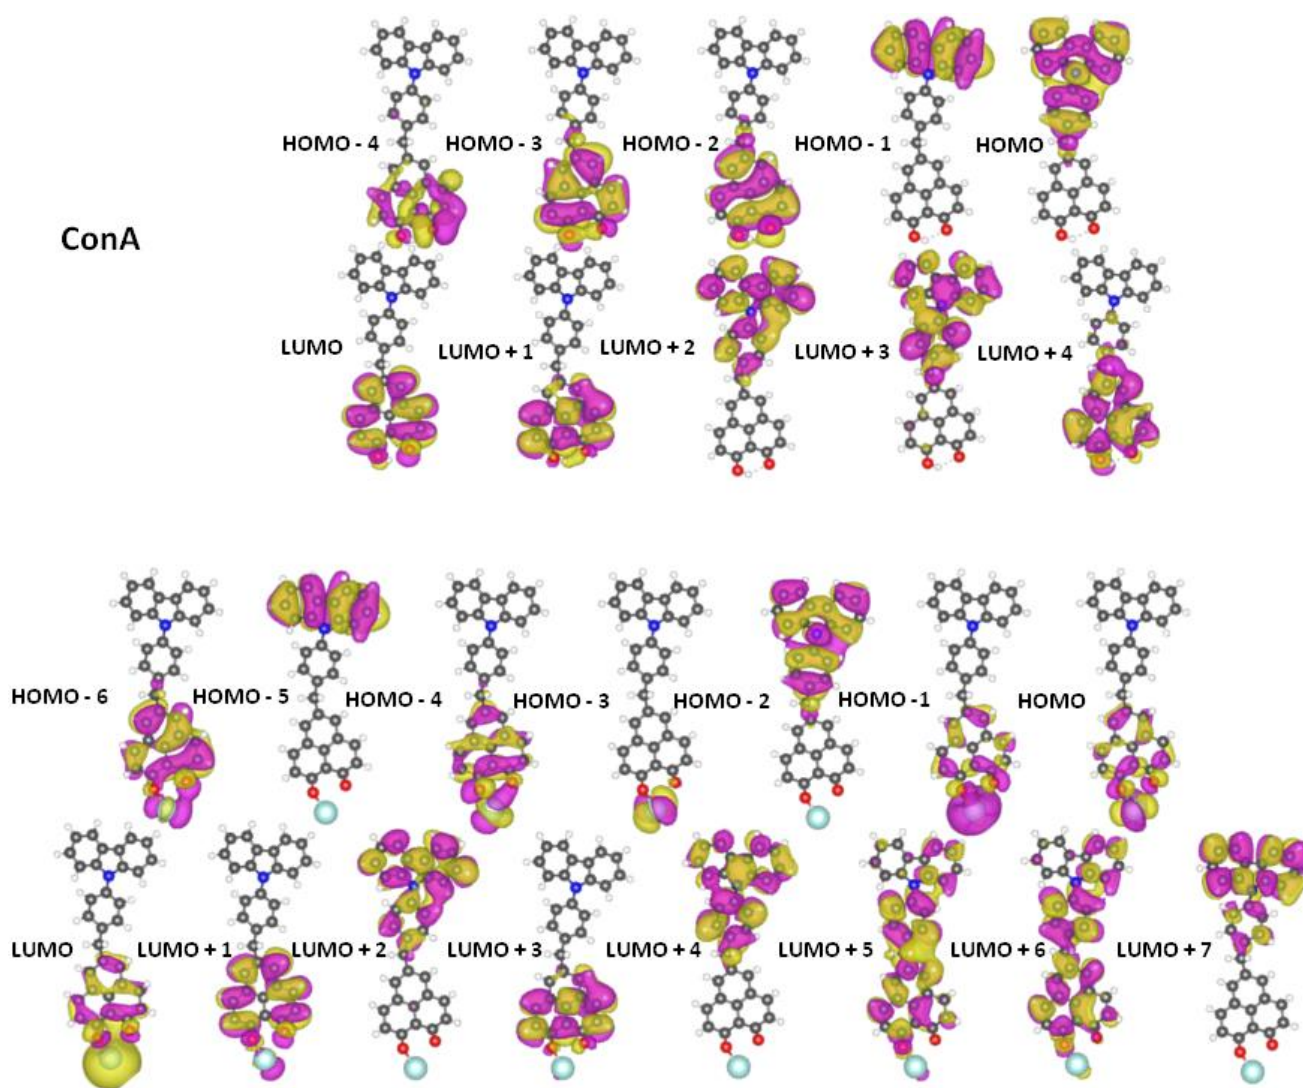 HOMO - 4
HOMO - 3
HOMO - 2
HOMO - 1
HOMO
ConA
LUMO
LUMO + 1
LUMO + 2
LUMO + 3
LUMO + 4
HOMO - 6
HOMO - 5
HOMO - 4
HOMO - 3
HOMO - 2
HOMO -1
HOMO
LUMO
LUMO + 1
LUMO + 2
LUMO + 3
LUMO + 4
LUMO + 5
LUMO + 6
LUMO + 7